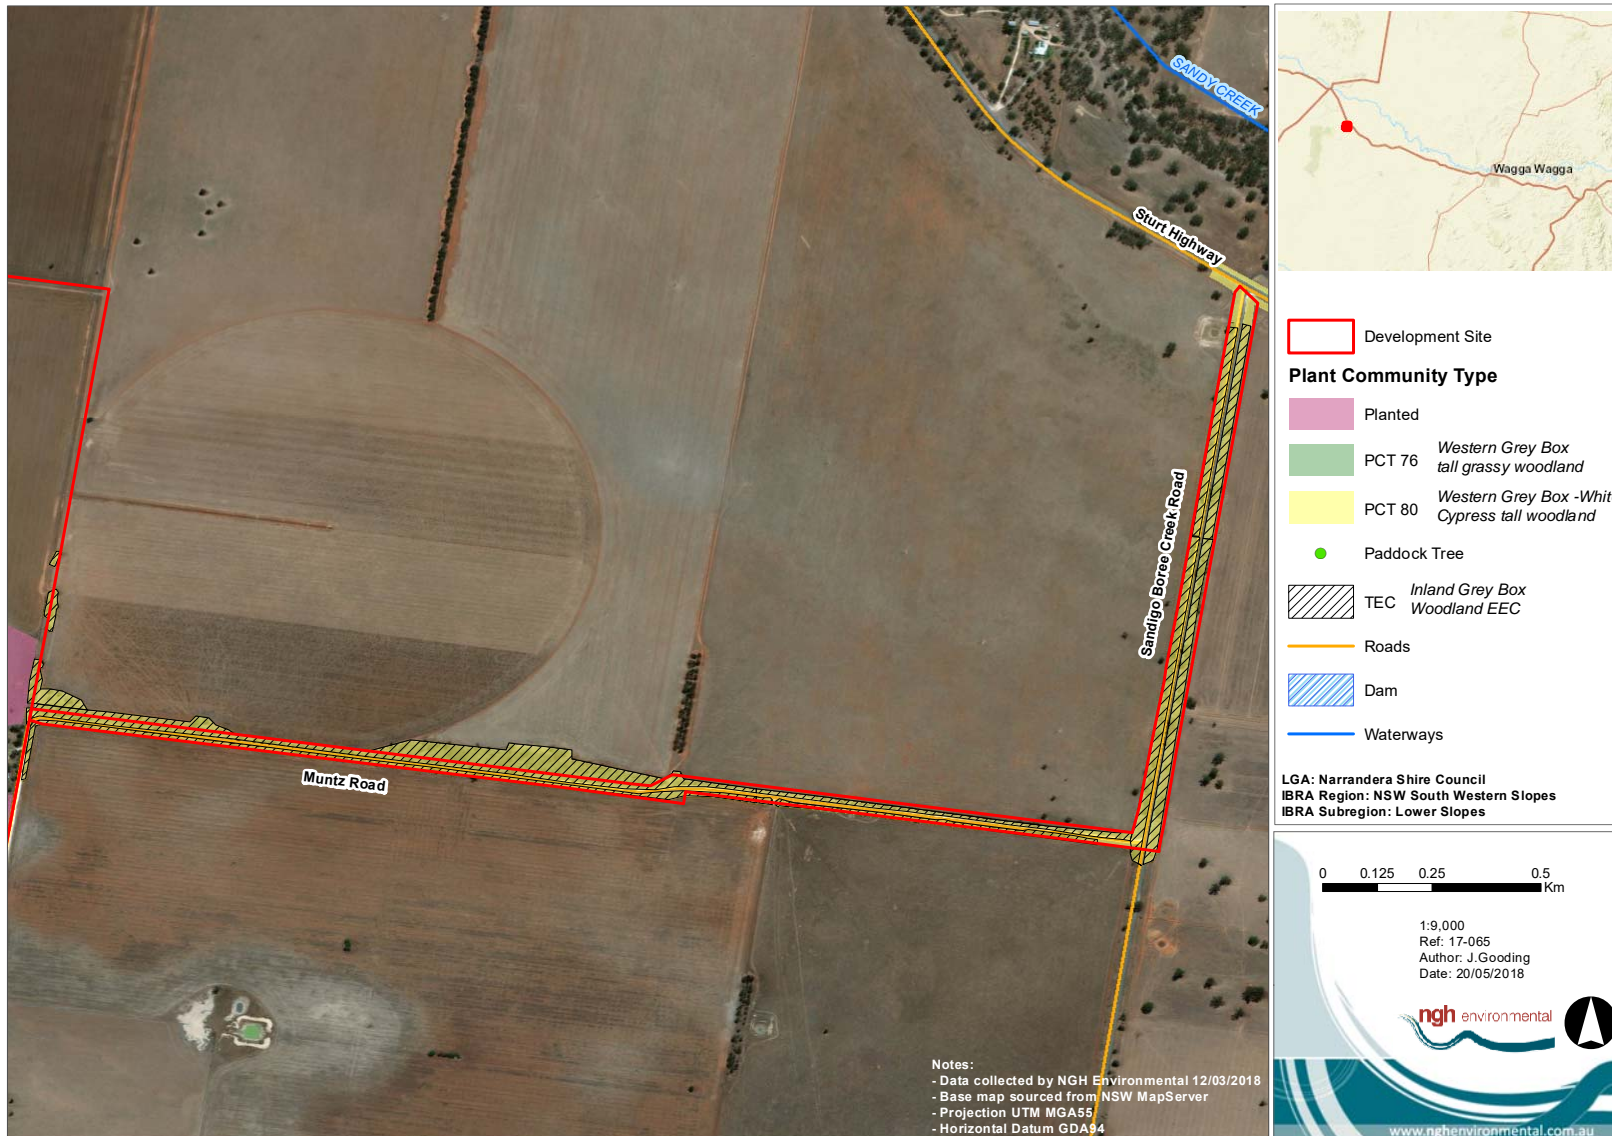 SANDY CREEK
Sturt Highway
Sandigo Boree Creek Road
Muntz Road
Notes:
- Data collected by NGH Environmental 12/03/2018
- Base map sourced from NSW MapServer
- Projection UTM MGA55
- Horizontal Datum GDA94
Wagga Wagga
Development Site
Plant Community Type
Planted
PCT 76 Western Grey Box
tall grassy woodland
PCT 80 Western Grey Box -Whit
Cypress tall woodland
Paddock Tree
TEC Inland Grey Box
Woodland EEC
Roads
Dam
Waterways
LGA: Narrandera Shire Council
IBRA Region: NSW South Western Slopes
IBRA Subregion: Lower Slopes
0 0.125 0.25 0.5
Km
1:9,000
Ref: 17-065
Author: J.Gooding
Date: 20/05/2018
ngh environmental
www.nghenvironmental.com.au